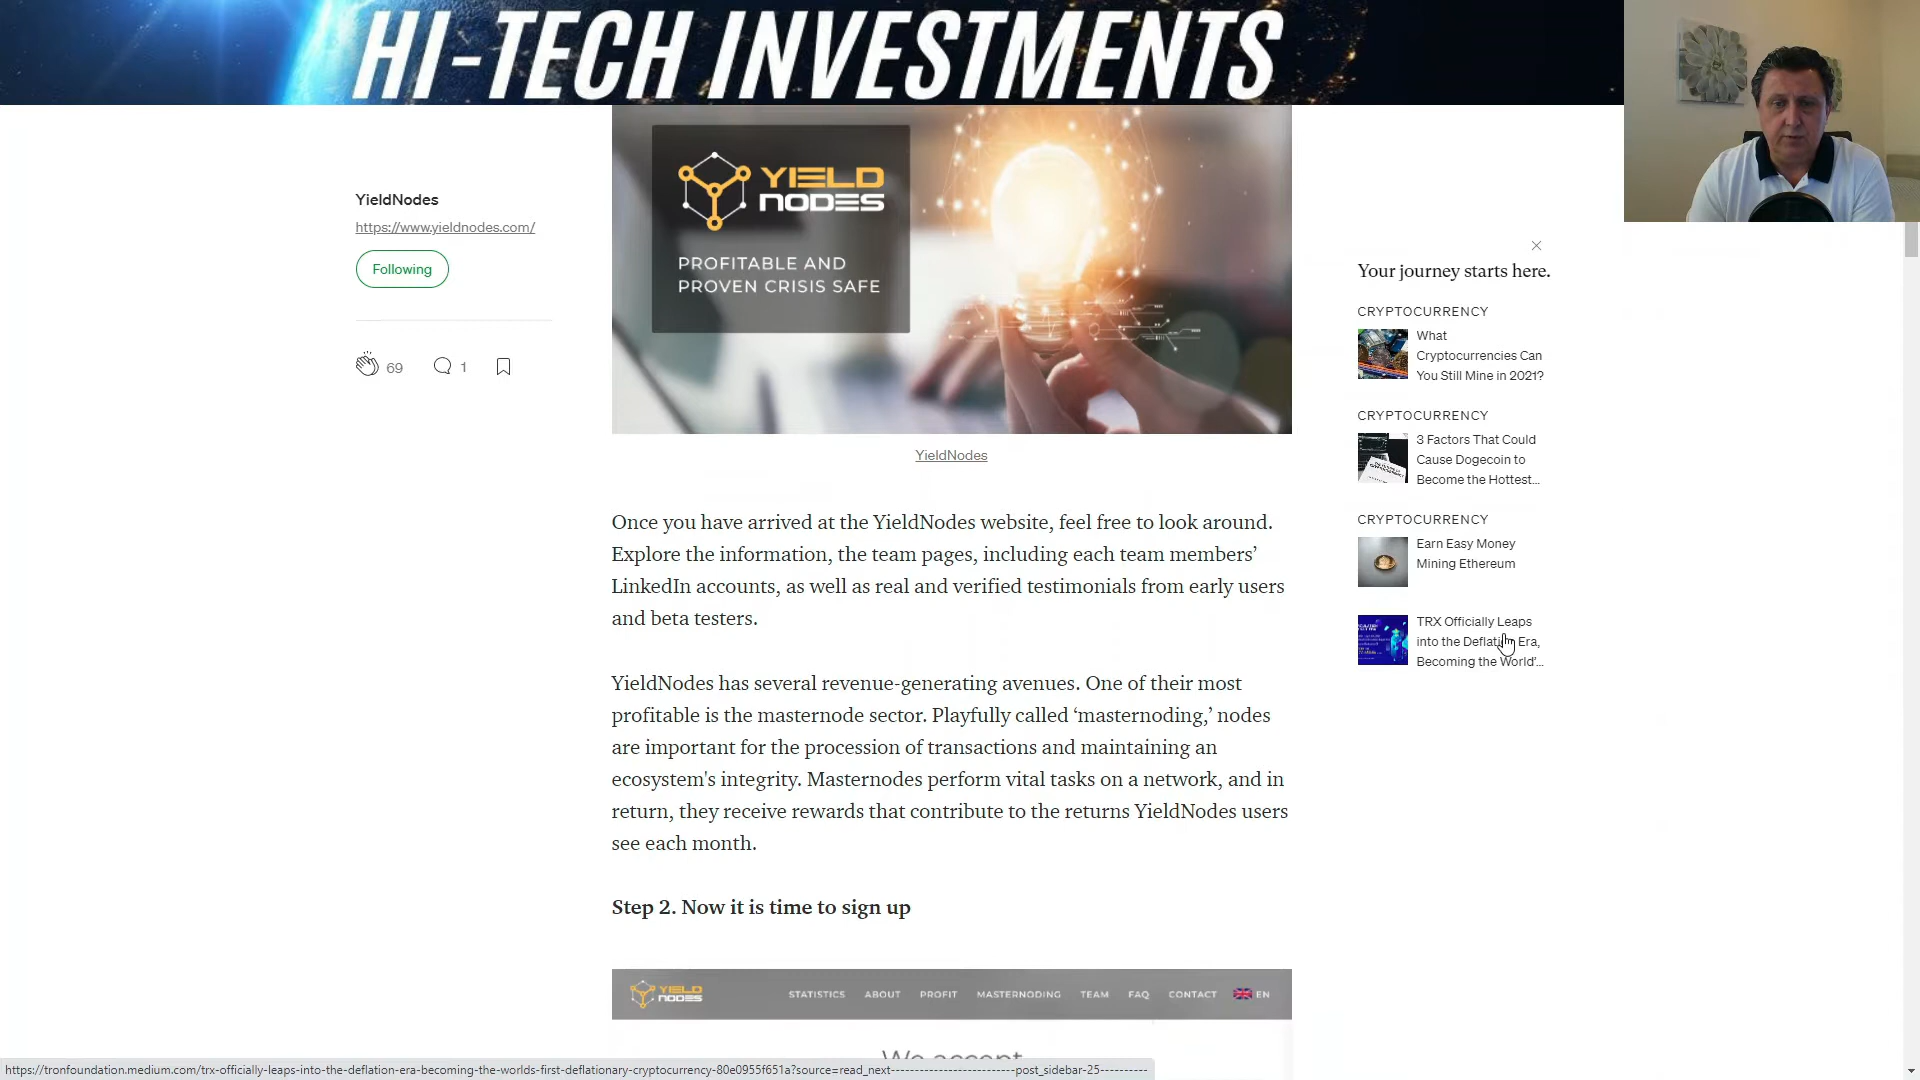 HI-TECH INVESTMENTS
YieldNodes
https://www.yieldnodes.com/
Following
69
1
YIELD
NODES
PROFITABLE AND
PROVEN CRISIS SAFE
YieldNodes
Once you have arrived at the YieldNodes website, feel free to look around.
Explore the information, the team pages, including each team members’
LinkedIn accounts, as well as real and verified testimonials from early users
and beta testers.
YieldNodes has several revenue-generating avenues. One of their most
profitable is the masternode sector. Playfully called ‘masternoding,’ nodes
are important for the procession of transactions and maintaining an
ecosystem's integrity. Masternodes perform vital tasks on a network, and in
return, they receive rewards that contribute to the returns YieldNodes users
see each month.
Step 2. Now it is time to sign up
YIELD
NODES
STATISTICS ABOUT PROFIT MASTERNODING TEAM FAQ CONTACT EN
We accept
Your journey starts here.
CRYPTOCURRENCY
What
Cryptocurrencies Can
You Still Mine in 2021?
CRYPTOCURRENCY
3 Factors That Could
Cause Dogecoin to
Become the Hottest...
CRYPTOCURRENCY
Earn Easy Money
Mining Ethereum
TRX Officially Leaps
into the Deflation Era,
Becoming the World'...
https://tronfoundation.medium.com/trx-officially-leaps-into-the-deflation-era-becoming-the-worlds-first-deflationary-cryptocurrency-80e0955f651a?source=read_next--------------------------post_sidebar-25----------